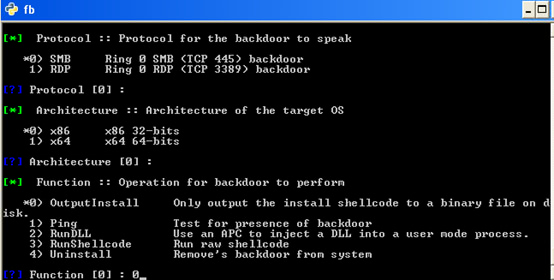 fb
[*] Protocol :: Protocol for the backdoor to speak
*0) SMB Ring 0 SMB (TCP 445) backdoor
1) RDP Ring 0 RDP (TCP 3389) backdoor
[?] Protocol [0] :
[*] Architecture :: Architecture of the target OS
*0) x86 x86 32-bits
1) x64 x64 64-bits
[?] Architecture [0] :
[*] Function :: Operation for backdoor to perform
*0) OutputInstall Only output the install shellcode to a binary file on d
isk.
1) Ping Test for presence of backdoor
2) RunDLL Use an APC to inject a DLL into a user mode process.
3) RunShellcode Run raw shellcode
4) Uninstall Remove's backdoor from system
[?] Function [0] : 0_